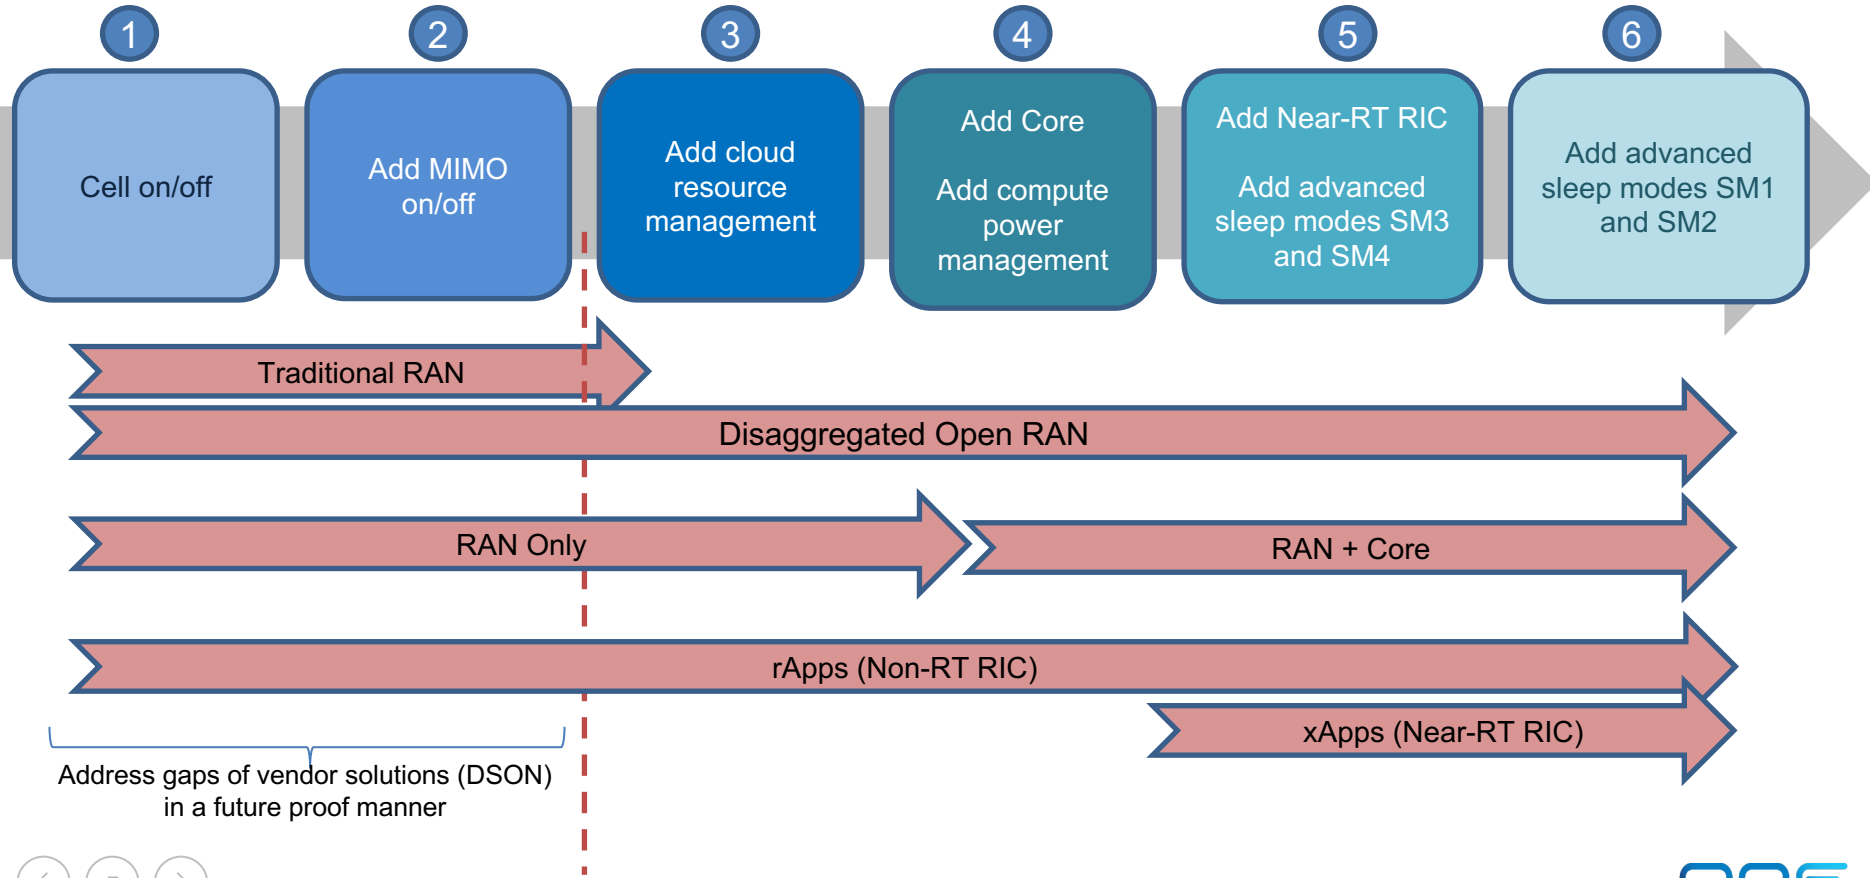 1
2
3
4
5
6
Cell on/off
Add MIMO
on/off
Add cloud
resource
management
Add Core
Add compute
power
management
Add Near-RT RIC
Add advanced
sleep modes SM3
and SM4
Add advanced
sleep modes SM1
and SM2
Traditional RAN
Disaggregated Open RAN
RAN Only
RAN + Core
rApps (Non-RT RIC)
xApps (Near-RT RIC)
Address gaps of vendor solutions (DSON)
in a future proof manner